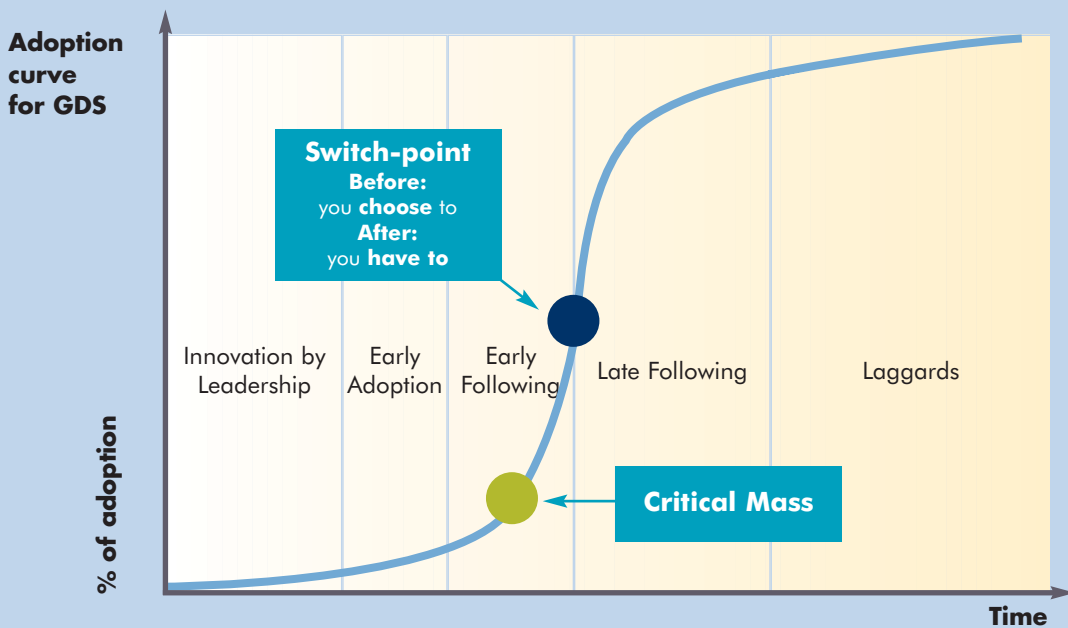 Adoption
curve
for GDS
Switch-point
Before:
you choose to
After:
you have to
Innovation by
Leadership
Early
Adoption
Early
Following
Late Following
Laggards
Critical Mass
% of adoption
Time